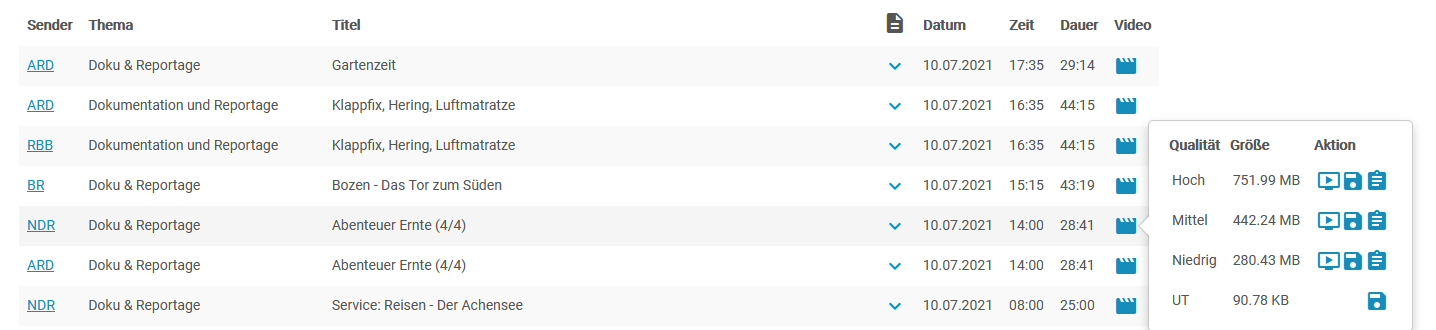 Sender Thema Titel Datum Zeit Dauer Video
ARD Doku & Reportage Gartenzeit 10.07.2021 17:35 29:14
ARD Dokumentation und Reportage Klappfix, Hering, Luftmatratze 10.07.2021 16:35 44:15
RBB Dokumentation und Reportage Klappfix, Hering, Luftmatratze 10.07.2021 16:35 44:15
BR Doku & Reportage Bozen - Das Tor zum Süden 10.07.2021 15:15 43:19
NDR Doku & Reportage Abenteuer Ernte (4/4) 10.07.2021 14:00 28:41
ARD Doku & Reportage Abenteuer Ernte (4/4) 10.07.2021 14:00 28:41
NDR Doku & Reportage Service: Reisen - Der Achensee 10.07.2021 08:00 25:00
Qualität Größe Aktion
Hoch 751.99 MB
Mittel 442.24 MB
Niedrig 280.43 MB
UT 90.78 KB